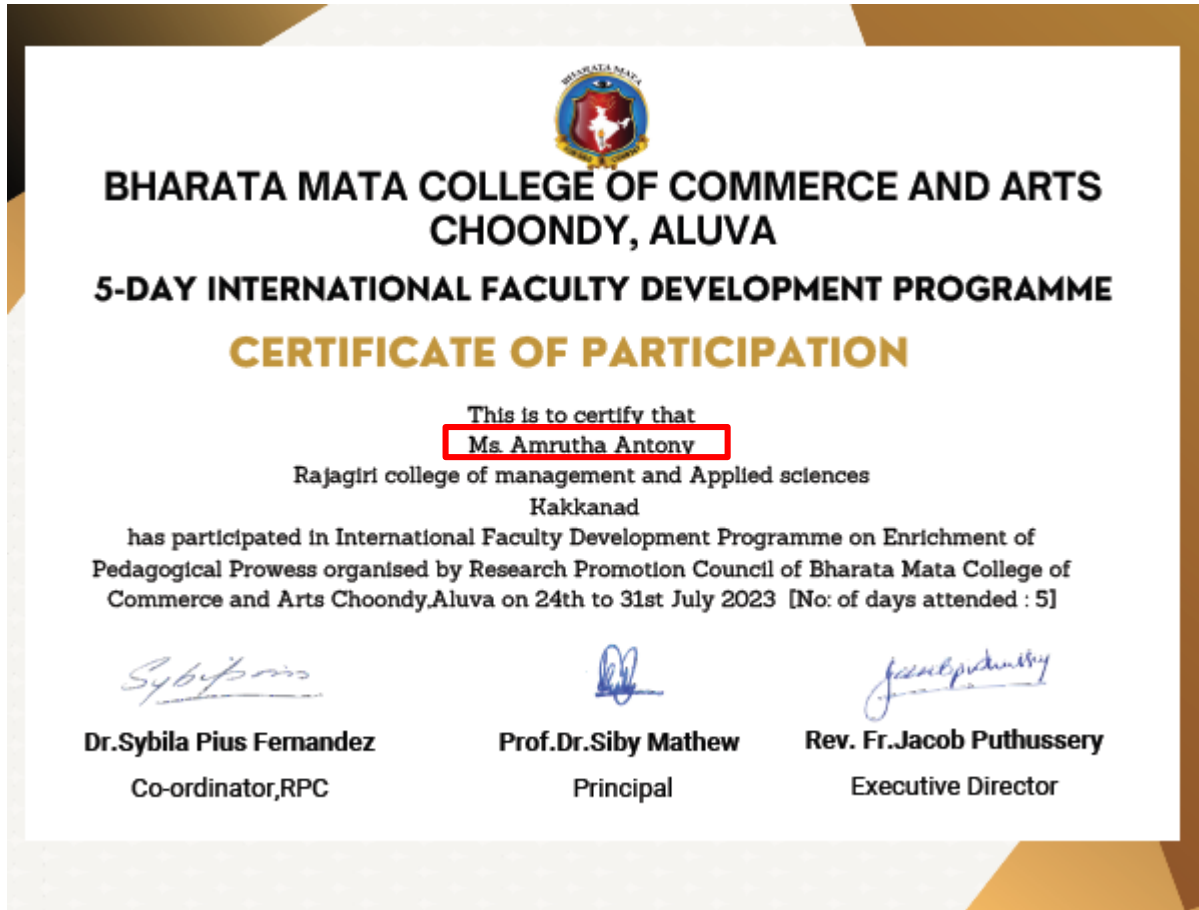 BHARATA MATA
BHARATA MATA COLLEGE OF COMMERCE AND ARTS
CHOONDY, ALUVA
5-DAY INTERNATIONAL FACULTY DEVELOPMENT PROGRAMME
CERTIFICATE OF PARTICIPATION
This is to certify that
Ms. Amrutha Antony
Rajagiri college of management and Applied sciences
Kakkanad
has participated in International Faculty Development Programme on Enrichment of
Pedagogical Prowess organised by Research Promotion Council of Bharata Mata College of
Commerce and Arts Choondy,Aluva on 24th to 31st July 2023 [No: of days attended : 5]
Dr.Sybila Pius Fernandez Prof.Dr.Siby Mathew Rev. Fr.Jacob Puthussery
Co-ordinator,RPC Principal Executive Director